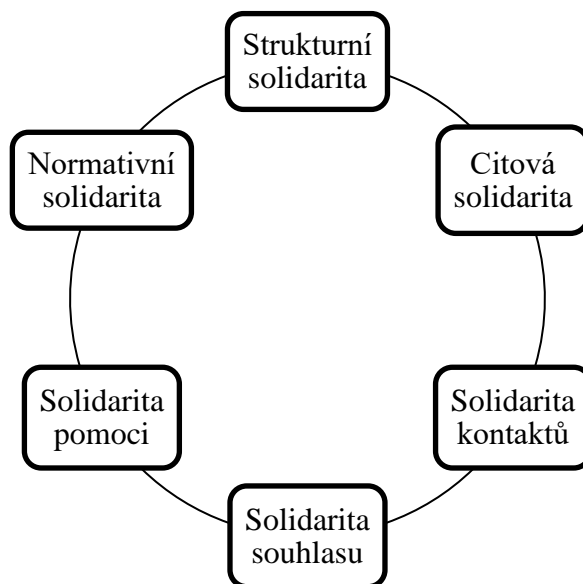 Strukturní
solidarita
Normativní
solidarita
Citová
solidarita
Solidarita
pomoci
Solidarita
kontaktů
Solidarita
souhlasu